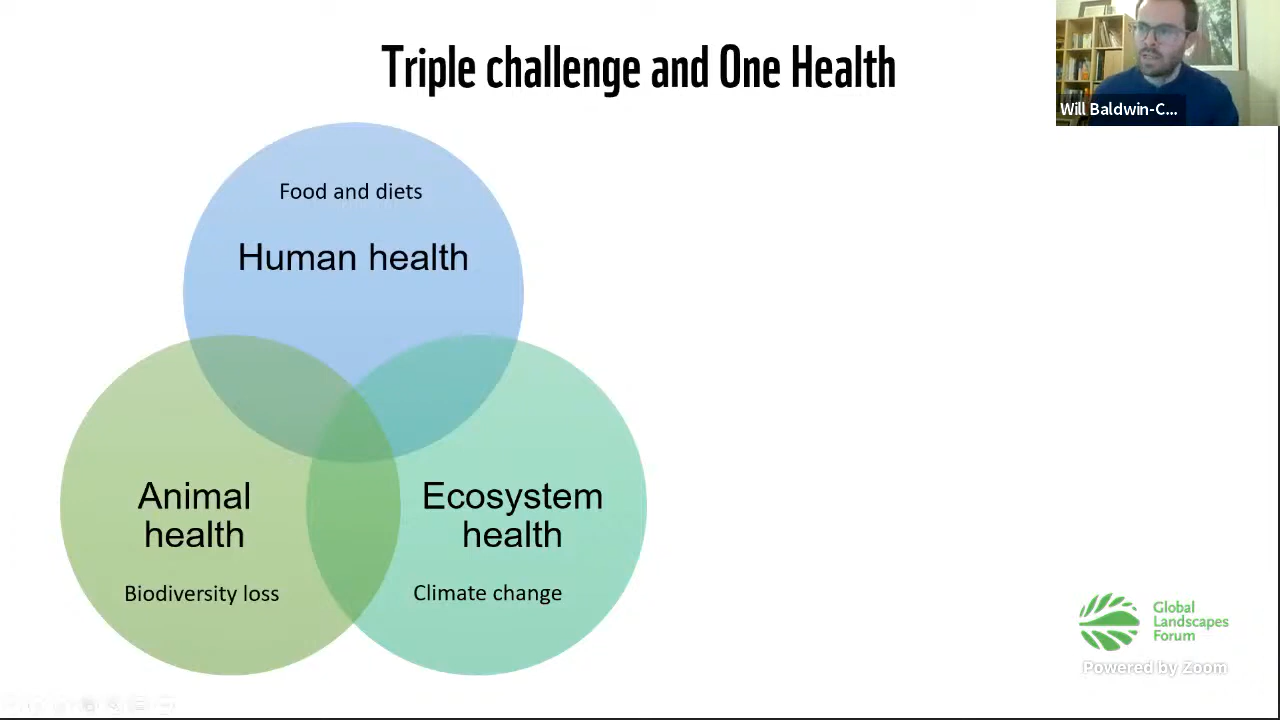 Triple challenge and One Health
Will Baldwin-C...
Food and diets
Human health
Animal
health
Biodiversity loss
Ecosystem
health
Climate change
Global
Landscapes
Forum
Powered by Zoom